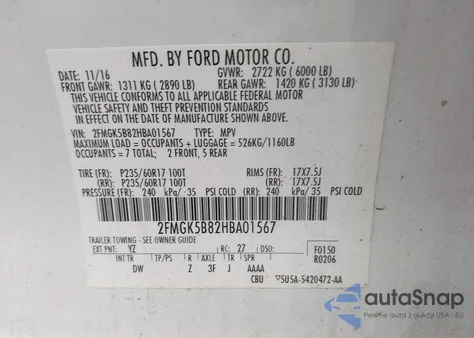 MFD. BY FORD MOTOR CO.
DATE: 11/16 GVWR: 2722 KG ( 6000 LB)
FRONT GAWR: 1311 KG ( 2890 LB) REAR GAWR: 1420 KG ( 3130 LB)
THIS VEHICLE CONFORMS TO ALL APPLICABLE FEDERAL MOTOR
VEHICLE SAFETY AND THEFT PREVENTION STANDARDS
IN EFFECT ON THE DATE OF MANUFACTURE SHOWN ABOVE.
VIN: 2FMGK5B82HBA01567 TYPE: MPV
MAXIMUM LOAD = OCCUPANTS + LUGGAGE = 526KG/1160LB
OCCUPANTS = 7 TOTAL: 2 FRONT, 5 REAR
TIRE (FR): P235/60R17 100T RIMS (FR): 17X7.5J
(RR): P235/60R17 100T (RR): 17X7.5J
PRESSURE (FR): 240 kPa/ 35 PSI COLD (RR): 240 kPa/ 35 PSI COLD
2FMGK5B82HBA01567
TRAILER TOWING - SEE OWNER GUIDE
EXT PNT: YZ RC: 27 DSO: F0150
R0206
INT TR TP/PS R AXLE TR SPR
DW Z 3F J AAAA
CBU 5U5A-5420472-AA
autoSnap
Pewne auto z USA i EU